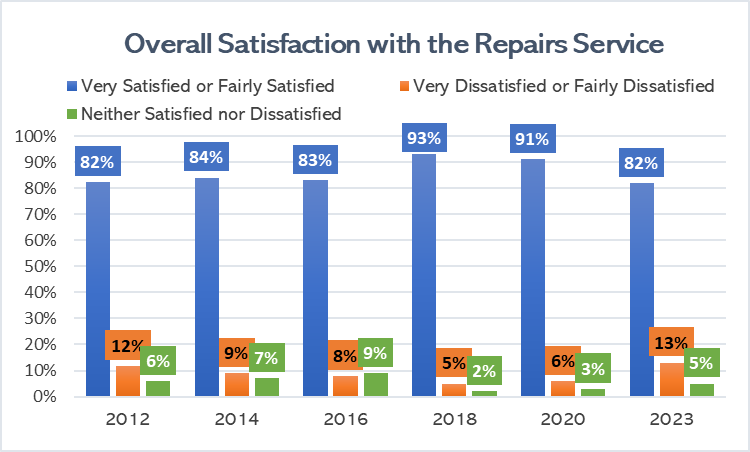 Overall Satisfaction with the Repairs Service
Very Satisfied or Fairly Satisfied
Very Dissatisfied or Fairly Dissatisfied
Neither Satisfied nor Dissatisfied
100%
90%
80%
70%
60%
50%
40%
30%
20%
10%
0%
82% 84% 83% 93% 91% 82%
12% 9% 8% 5% 6% 13%
6% 7% 9% 2% 3% 5%
2012 2014 2016 2018 2020 2023